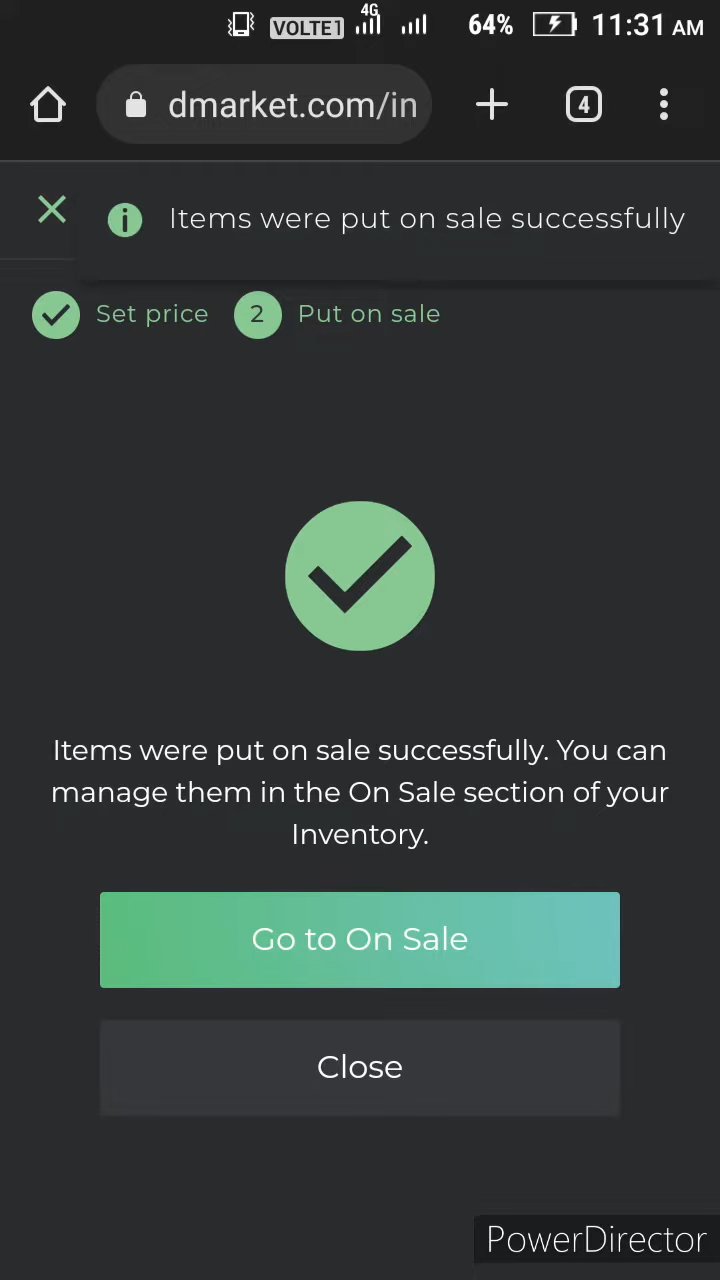 VOLTE1 4G 64% 11:31 AM
dmarket.com/in 4
Items were put on sale successfully
Set price 2 Put on sale
Items were put on sale successfully. You can
manage them in the On Sale section of your
Inventory.
Go to On Sale
Close
PowerDirector